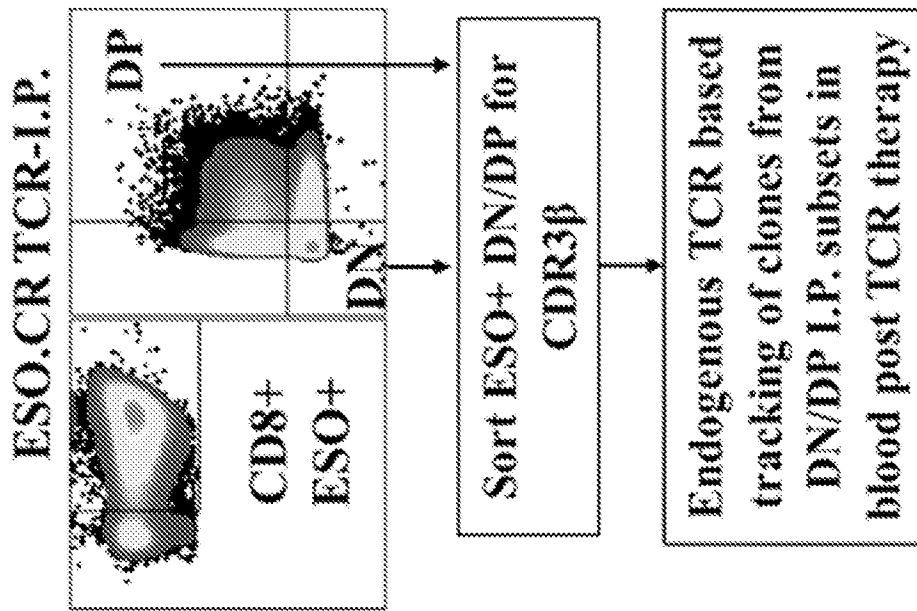 ESO.CR TCR-I.P.
CD8+
ESO+
DP
DN
Sort ESO+ DN/DP for
CDR3β
Endogenous TCR based
tracking of clones from
DN/DP I.P. subsets in
blood post TCR therapy